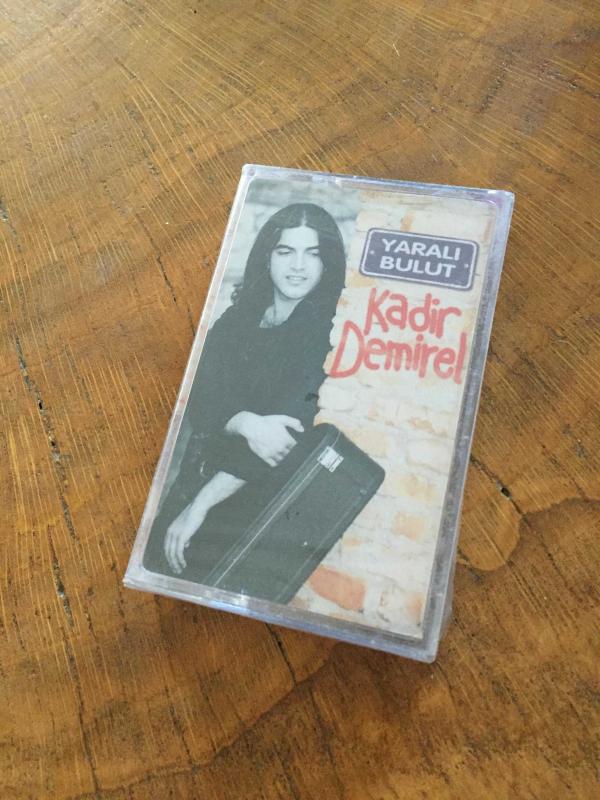 YARALI
BULUT
Kadir
Demirel